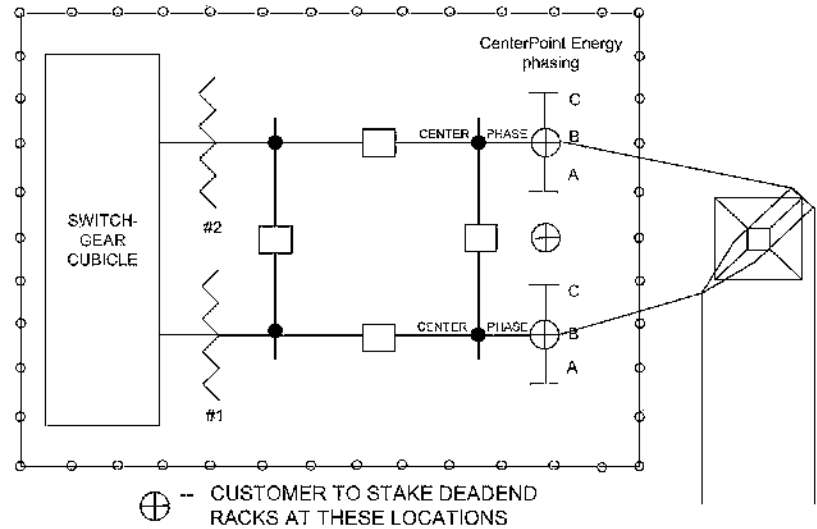 CenterPoint Energy
phasing
C
CENTER PHASE B
A
#2
SWITCH-
GEAR
CUBICLE
C
CENTER PHASE B
A
#1
-- CUSTOMER TO STAKE DEADEND
RACKS AT THESE LOCATIONS